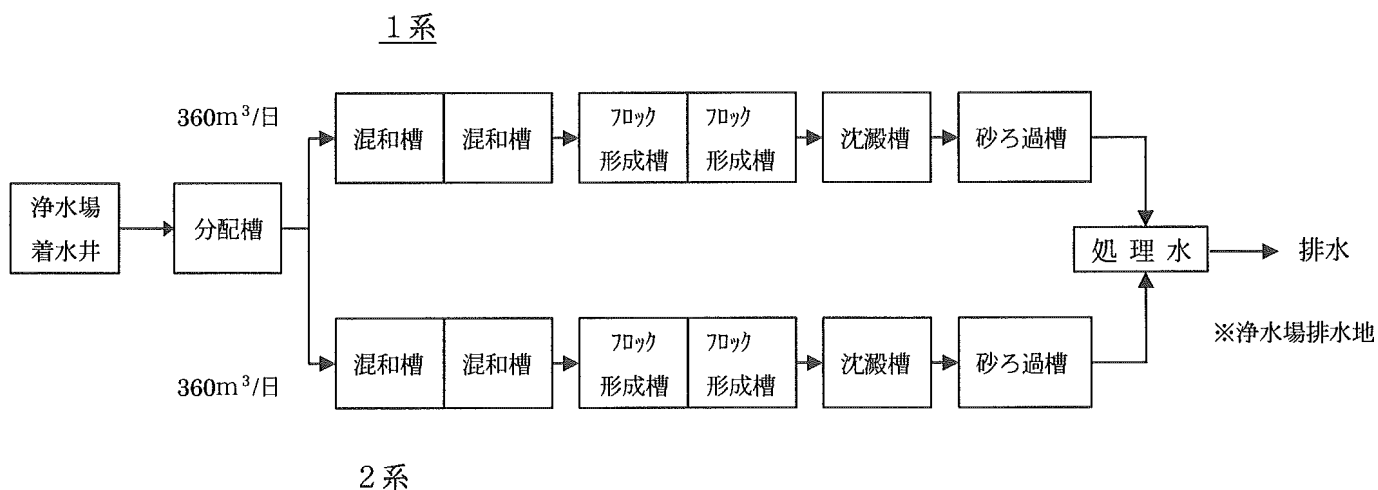 1系
360m³/日
混和槽 混和槽 フロック形成槽 フロック形成槽 沈澱槽 砂ろ過槽
浄水場
着水井
分配槽
処理水
排水
※浄水場排水地
混和槽 混和槽 フロック形成槽 フロック形成槽 沈澱槽 砂ろ過槽
360m³/日
2系